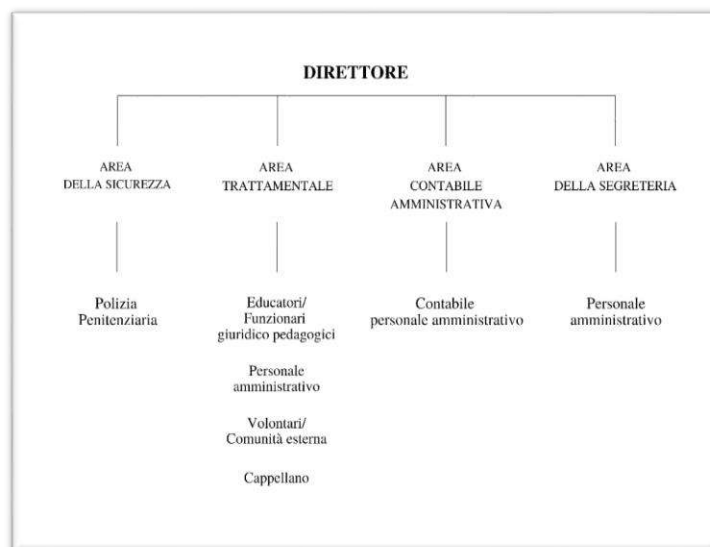 DIRETTORE
AREA
DELLA SICUREZZA
AREA
TRATTAMENTALE
AREA
CONTABILE
AMMINISTRATIVA
AREA
DELLA SEGRETERIA
Polizia
Penitenziaria
Educatori/
Funzionari
giuridico pedagogici
Personale
amministrativo
Volontari/
Comunità esterna
Cappellano
Contabile
personale amministrativo
Personale
amministrativo